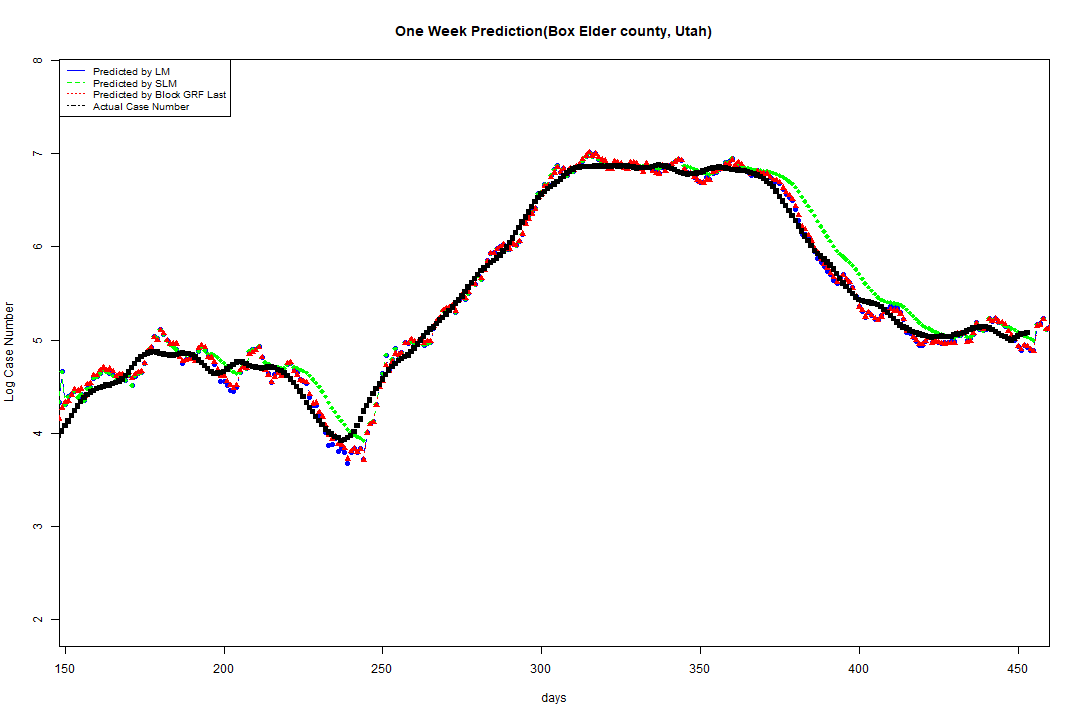 One Week Prediction(Box Elder county, Utah)
Predicted by LM
Predicted by SLM
Predicted by Block GRF Last
Actual Case Number
8
7
6
5
4
3
2
Log Case Number
150 200 250 300 350 400 450
days